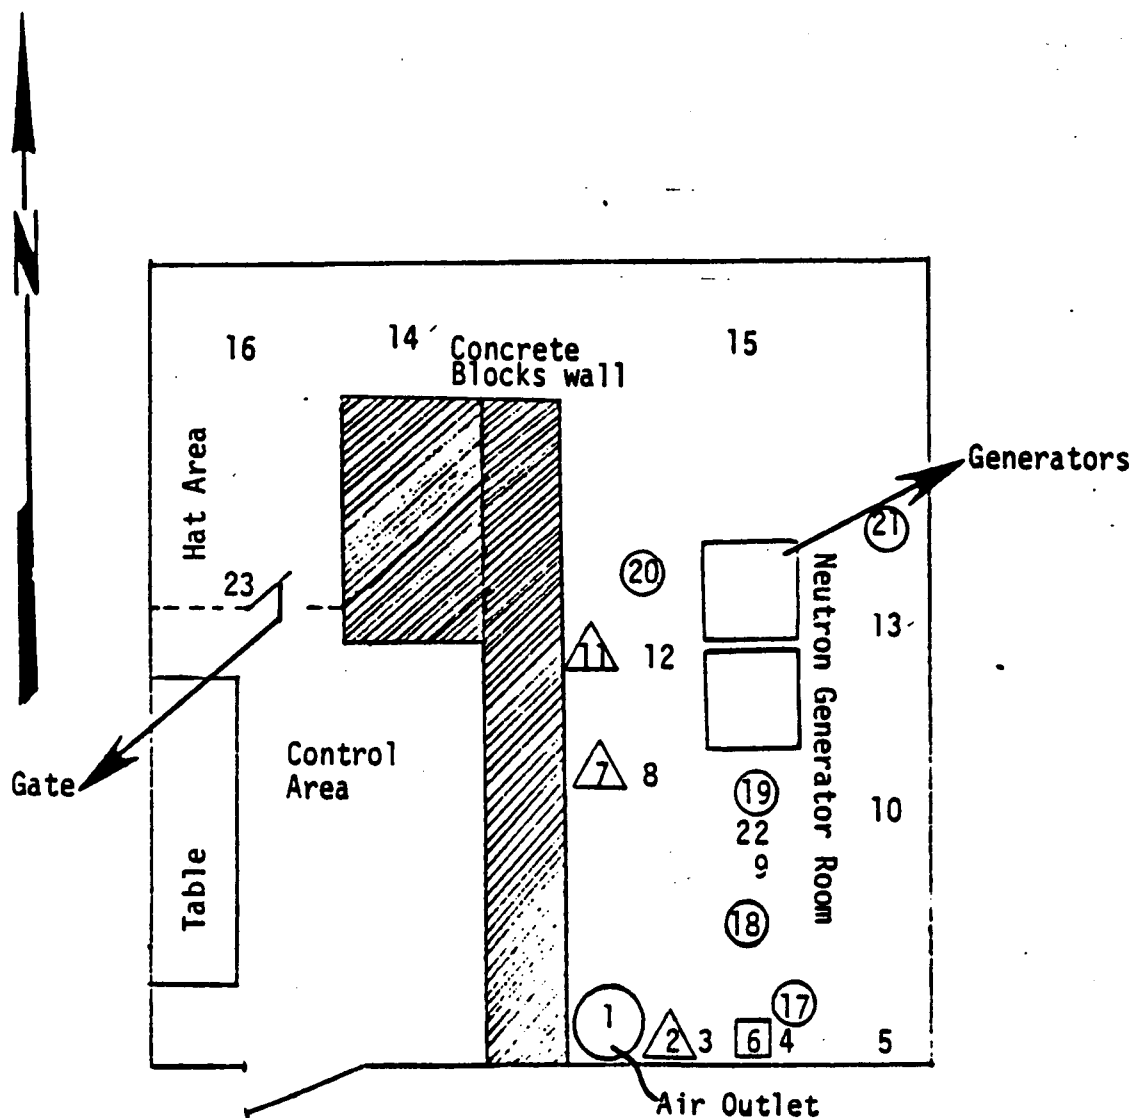 N
16
14
Concrete
Blocks wall
15
Generators
Hat Area
21
20
23
Neutron Generator Room
13
11
12
Control
Area
Gate
7
8
19
10
22
9
Table
18
17
1
2
3
6
4
5
Air Outlet